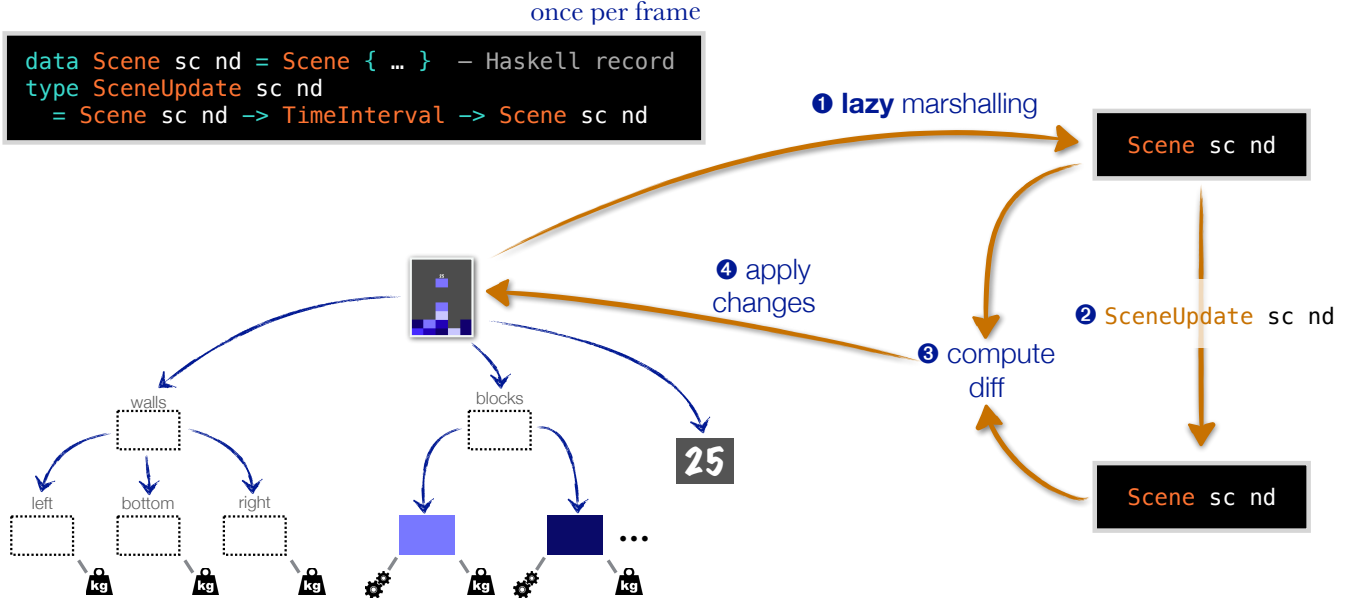 once per frame
data Scene sc nd = Scene { … } — Haskell record
type SceneUpdate sc nd
= Scene sc nd -> TimeInterval -> Scene sc nd
❶ lazy marshalling
Scene sc nd
❹ apply
changes
❷ SceneUpdate sc nd
❸ compute
diff
walls
blocks
25
left
bottom
right
Scene sc nd
...
kg
kg
kg
kg
kg